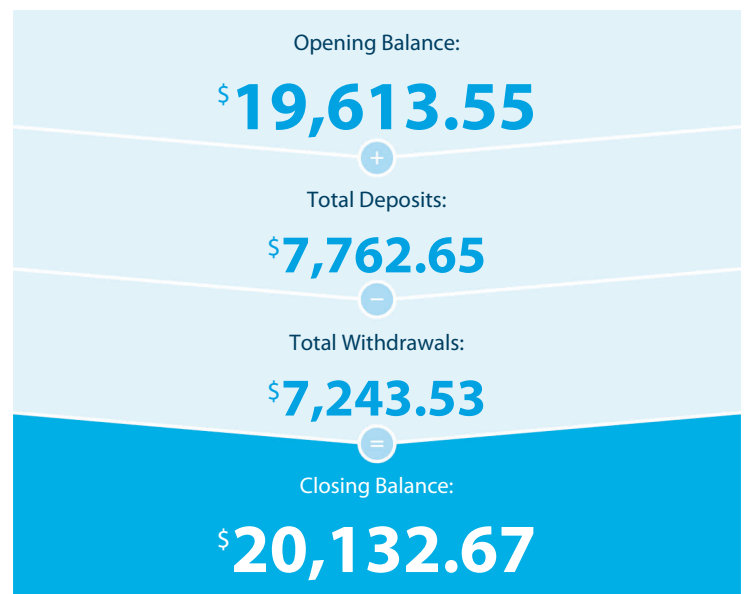 Opening Balance:
$19,613.55
+
Total Deposits:
$7,762.65
−
Total Withdrawals:
$7,243.53
=
Closing Balance:
$20,132.67